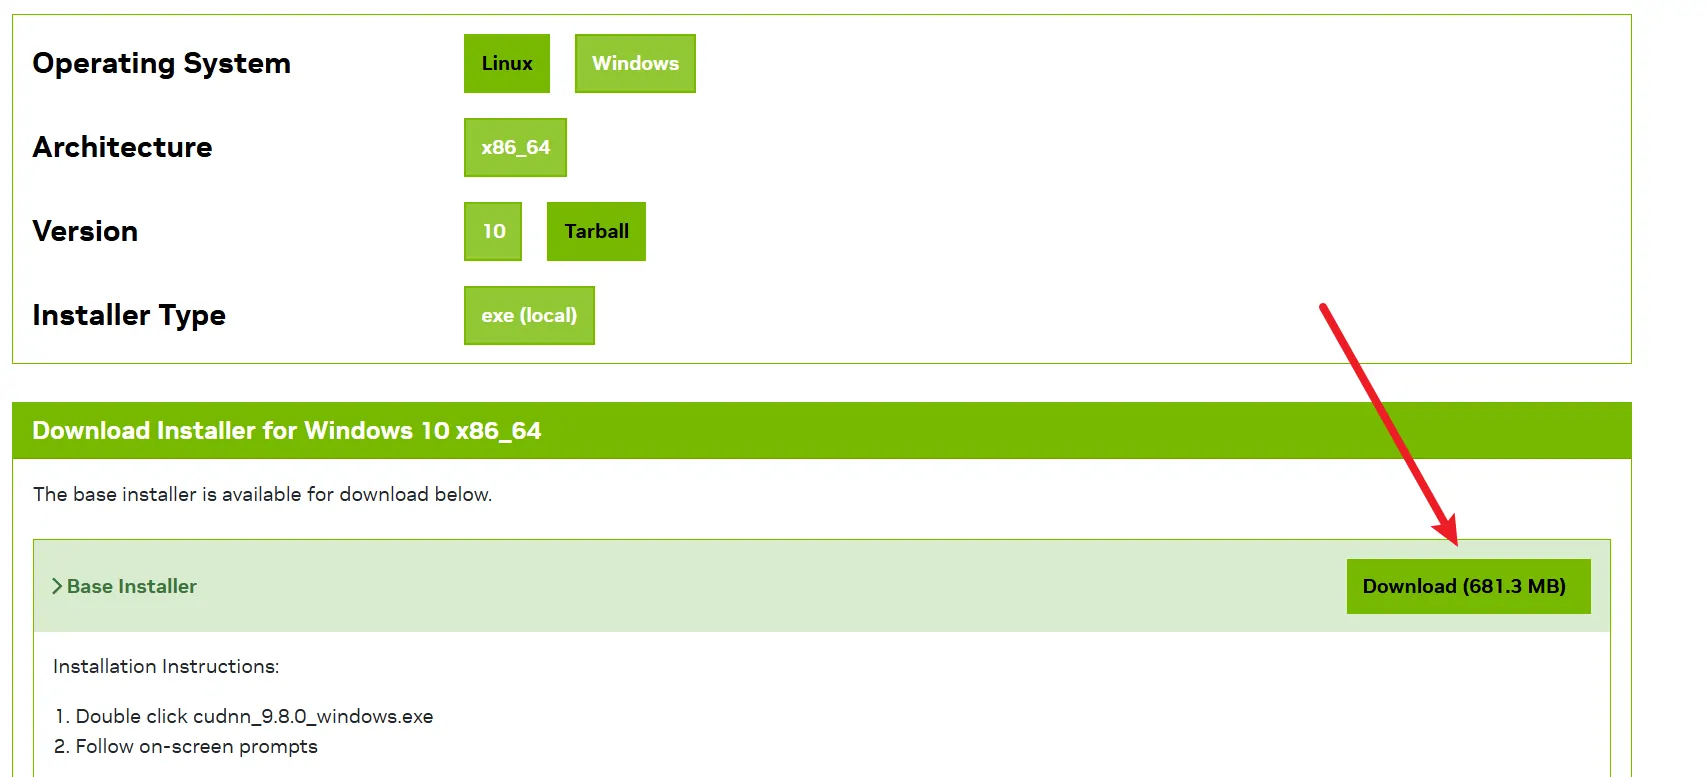 Operating System Linux Windows
Architecture x86_64
Version 10 Tarball
Installer Type exe (local)
Download Installer for Windows 10 x86_64
The base installer is available for download below.
Base Installer Download (681.3 MB)
Installation Instructions:
1. Double click cudnn_9.8.0_windows.exe
2. Follow on-screen prompts